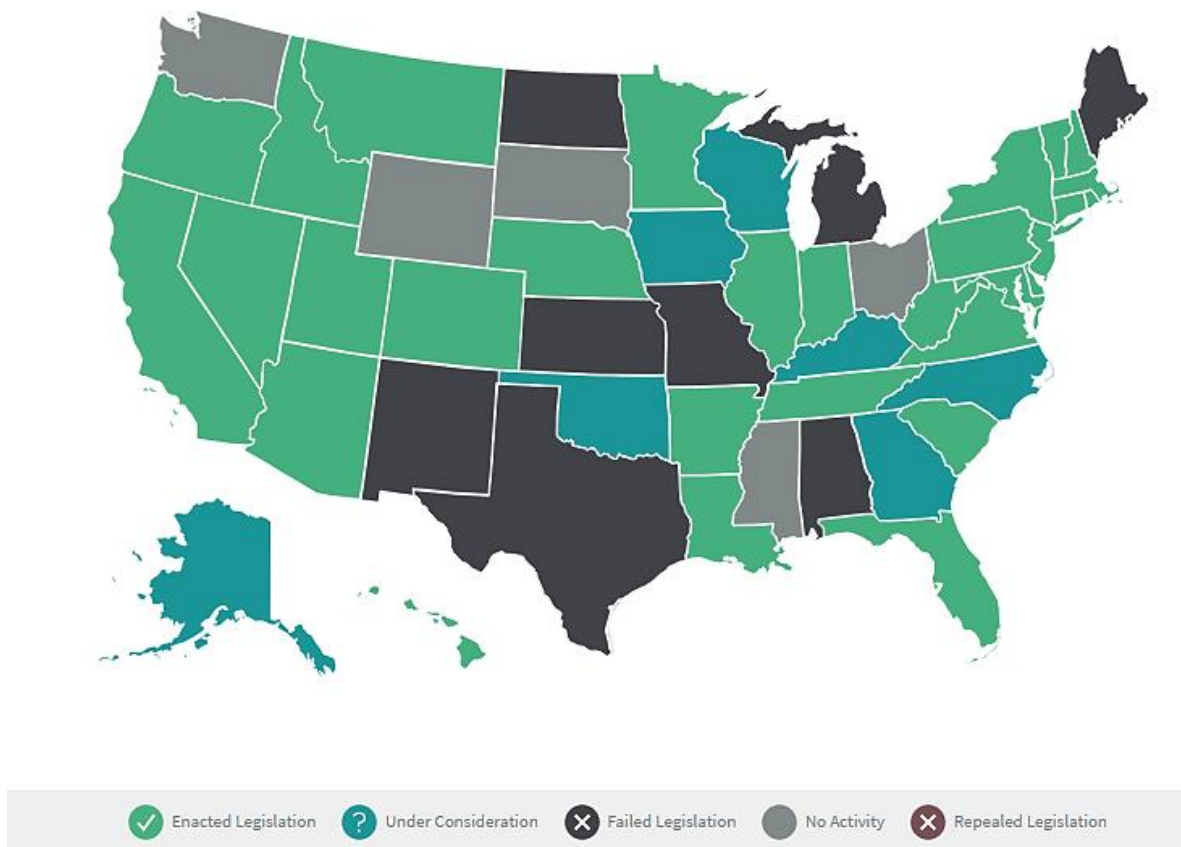 Enacted Legislation
? Under Consideration
Failed Legislation
No Activity
Repealed Legislation